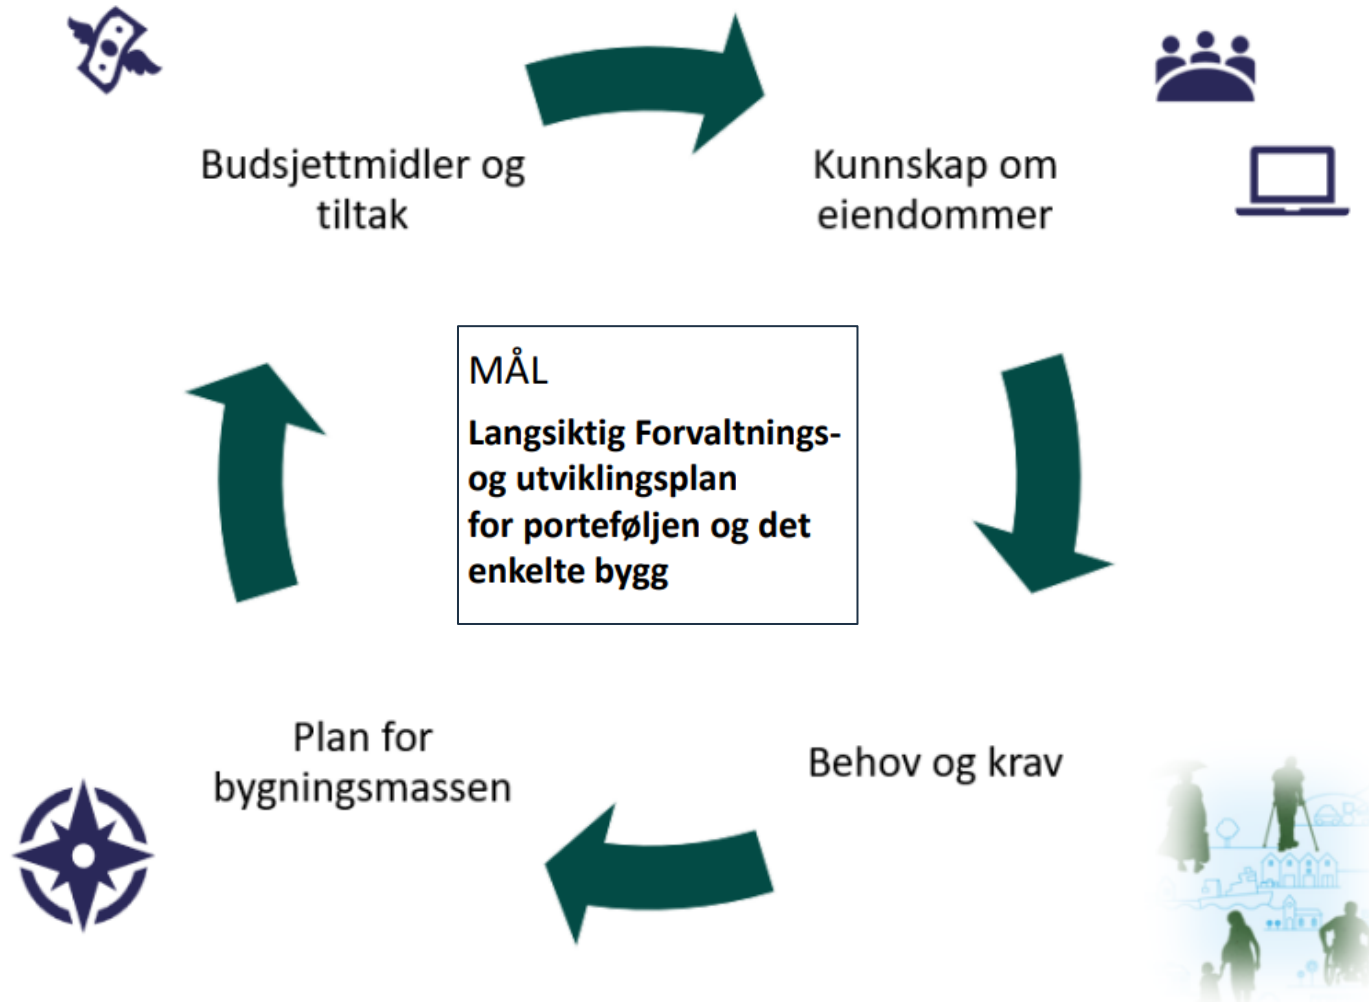 Budsjettmidler og
tiltak
Kunnskap om
eiendommer
MÅL
Langsiktig Forvaltnings-
og utviklingsplan
for porteføljen og det
enkelte bygg
Plan for
bygningsmassen
Behov og krav